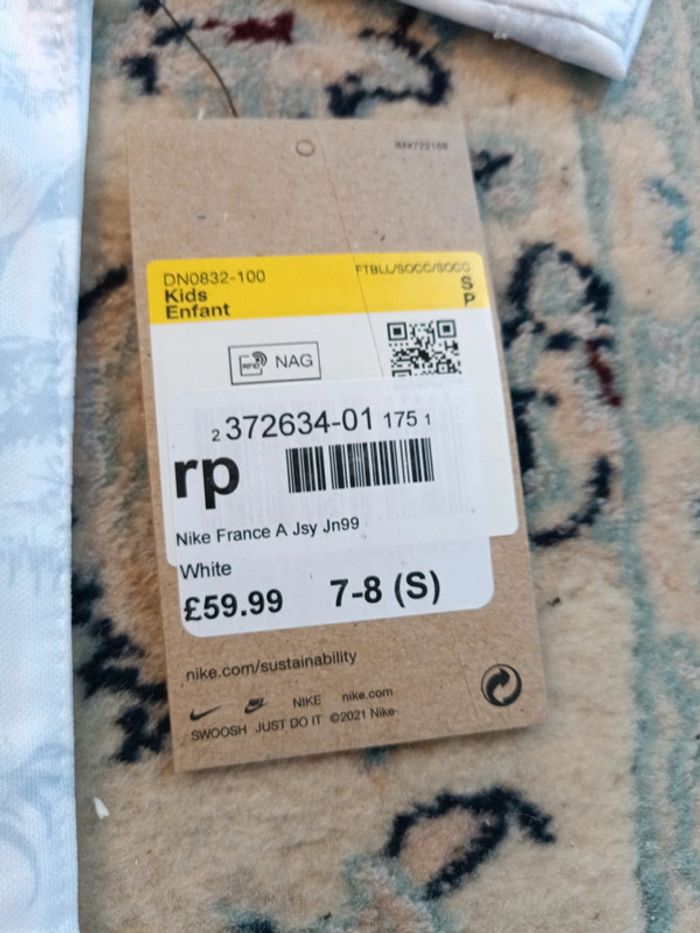 DN0832-100
Kids
Enfant
FTBLL/SOCC/SOCC
S
P
RFID
NAG
2 372634-01 175 1
rp
Nike France A Jsy Jn99
White
£59.99 7-8 (S)
nike.com/sustainability
NIKE nike.com
SWOOSH JUST DO IT ©2021 Nike